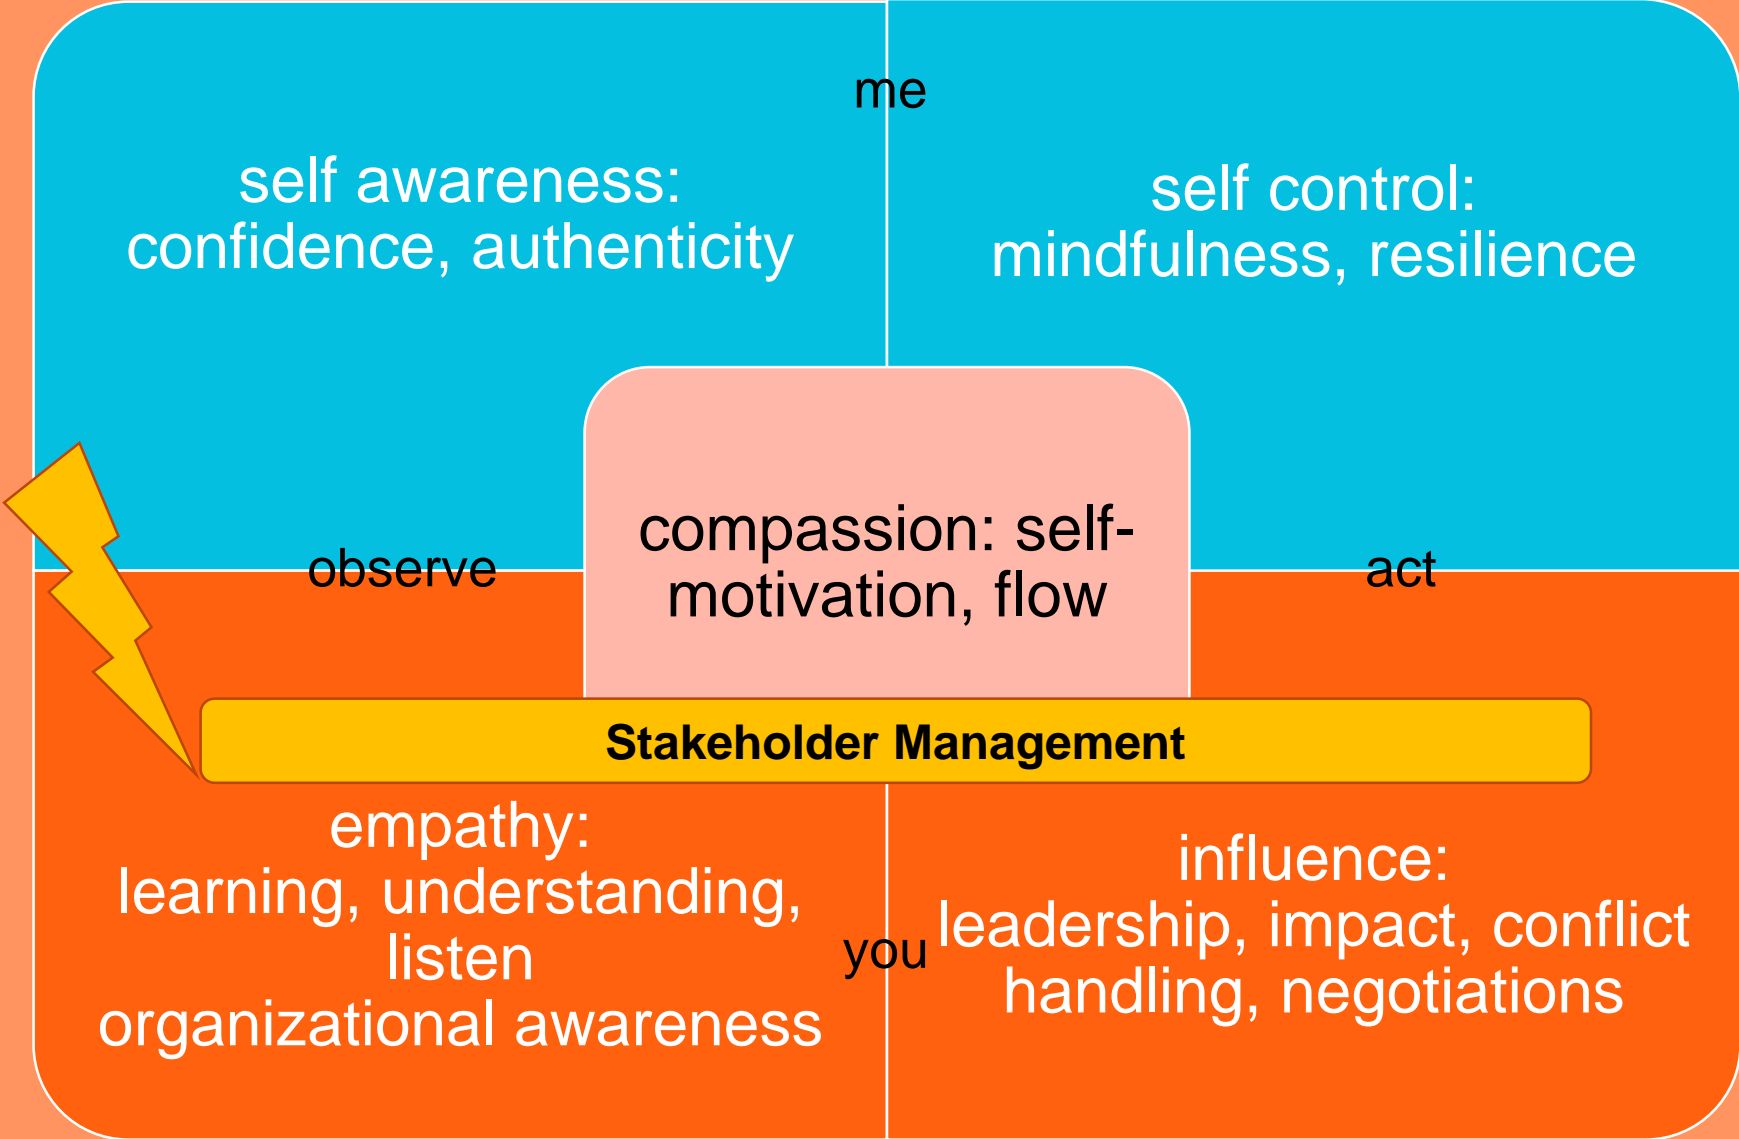 me
self awareness:
confidence, authenticity
self control:
mindfulness, resilience
observe
compassion: self-
motivation, flow
act
Stakeholder Management
empathy:
learning, understanding,
listen
organizational awareness
you
influence:
leadership, impact, conflict
handling, negotiations